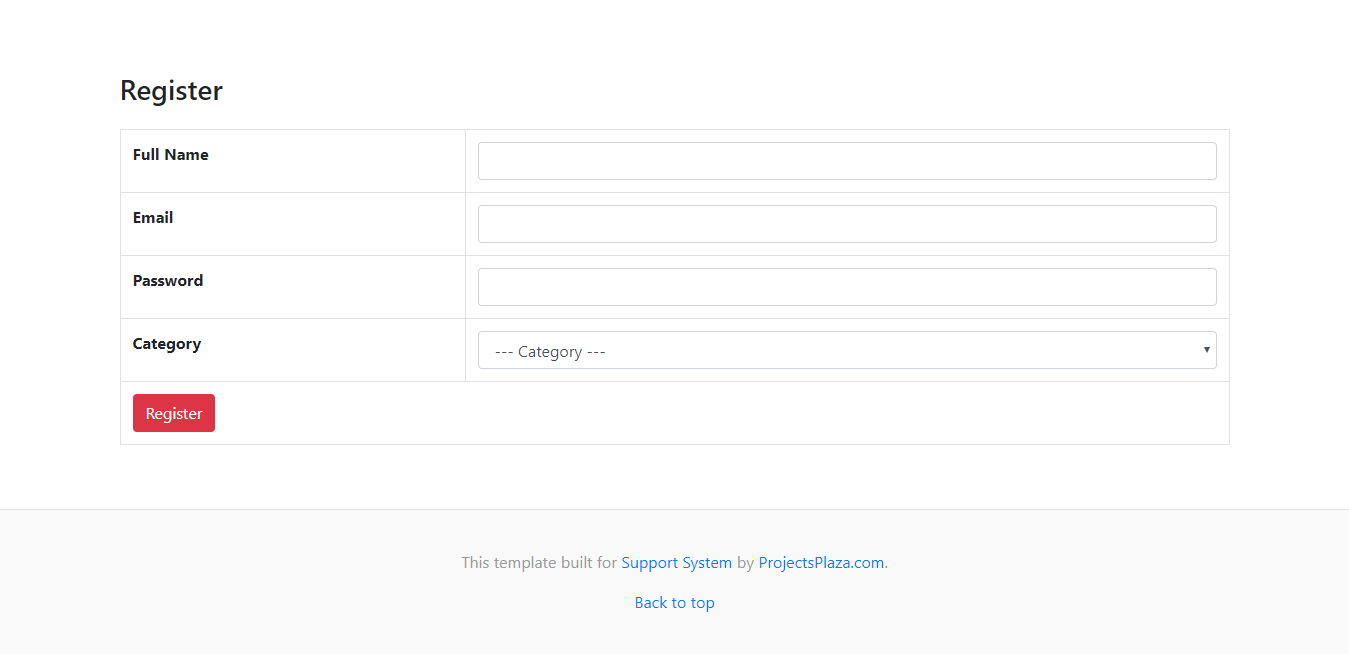 Register
Full Name
Email
Password
Category
--- Category ---
Register
This template built for Support System by ProjectsPlaza.com.
Back to top